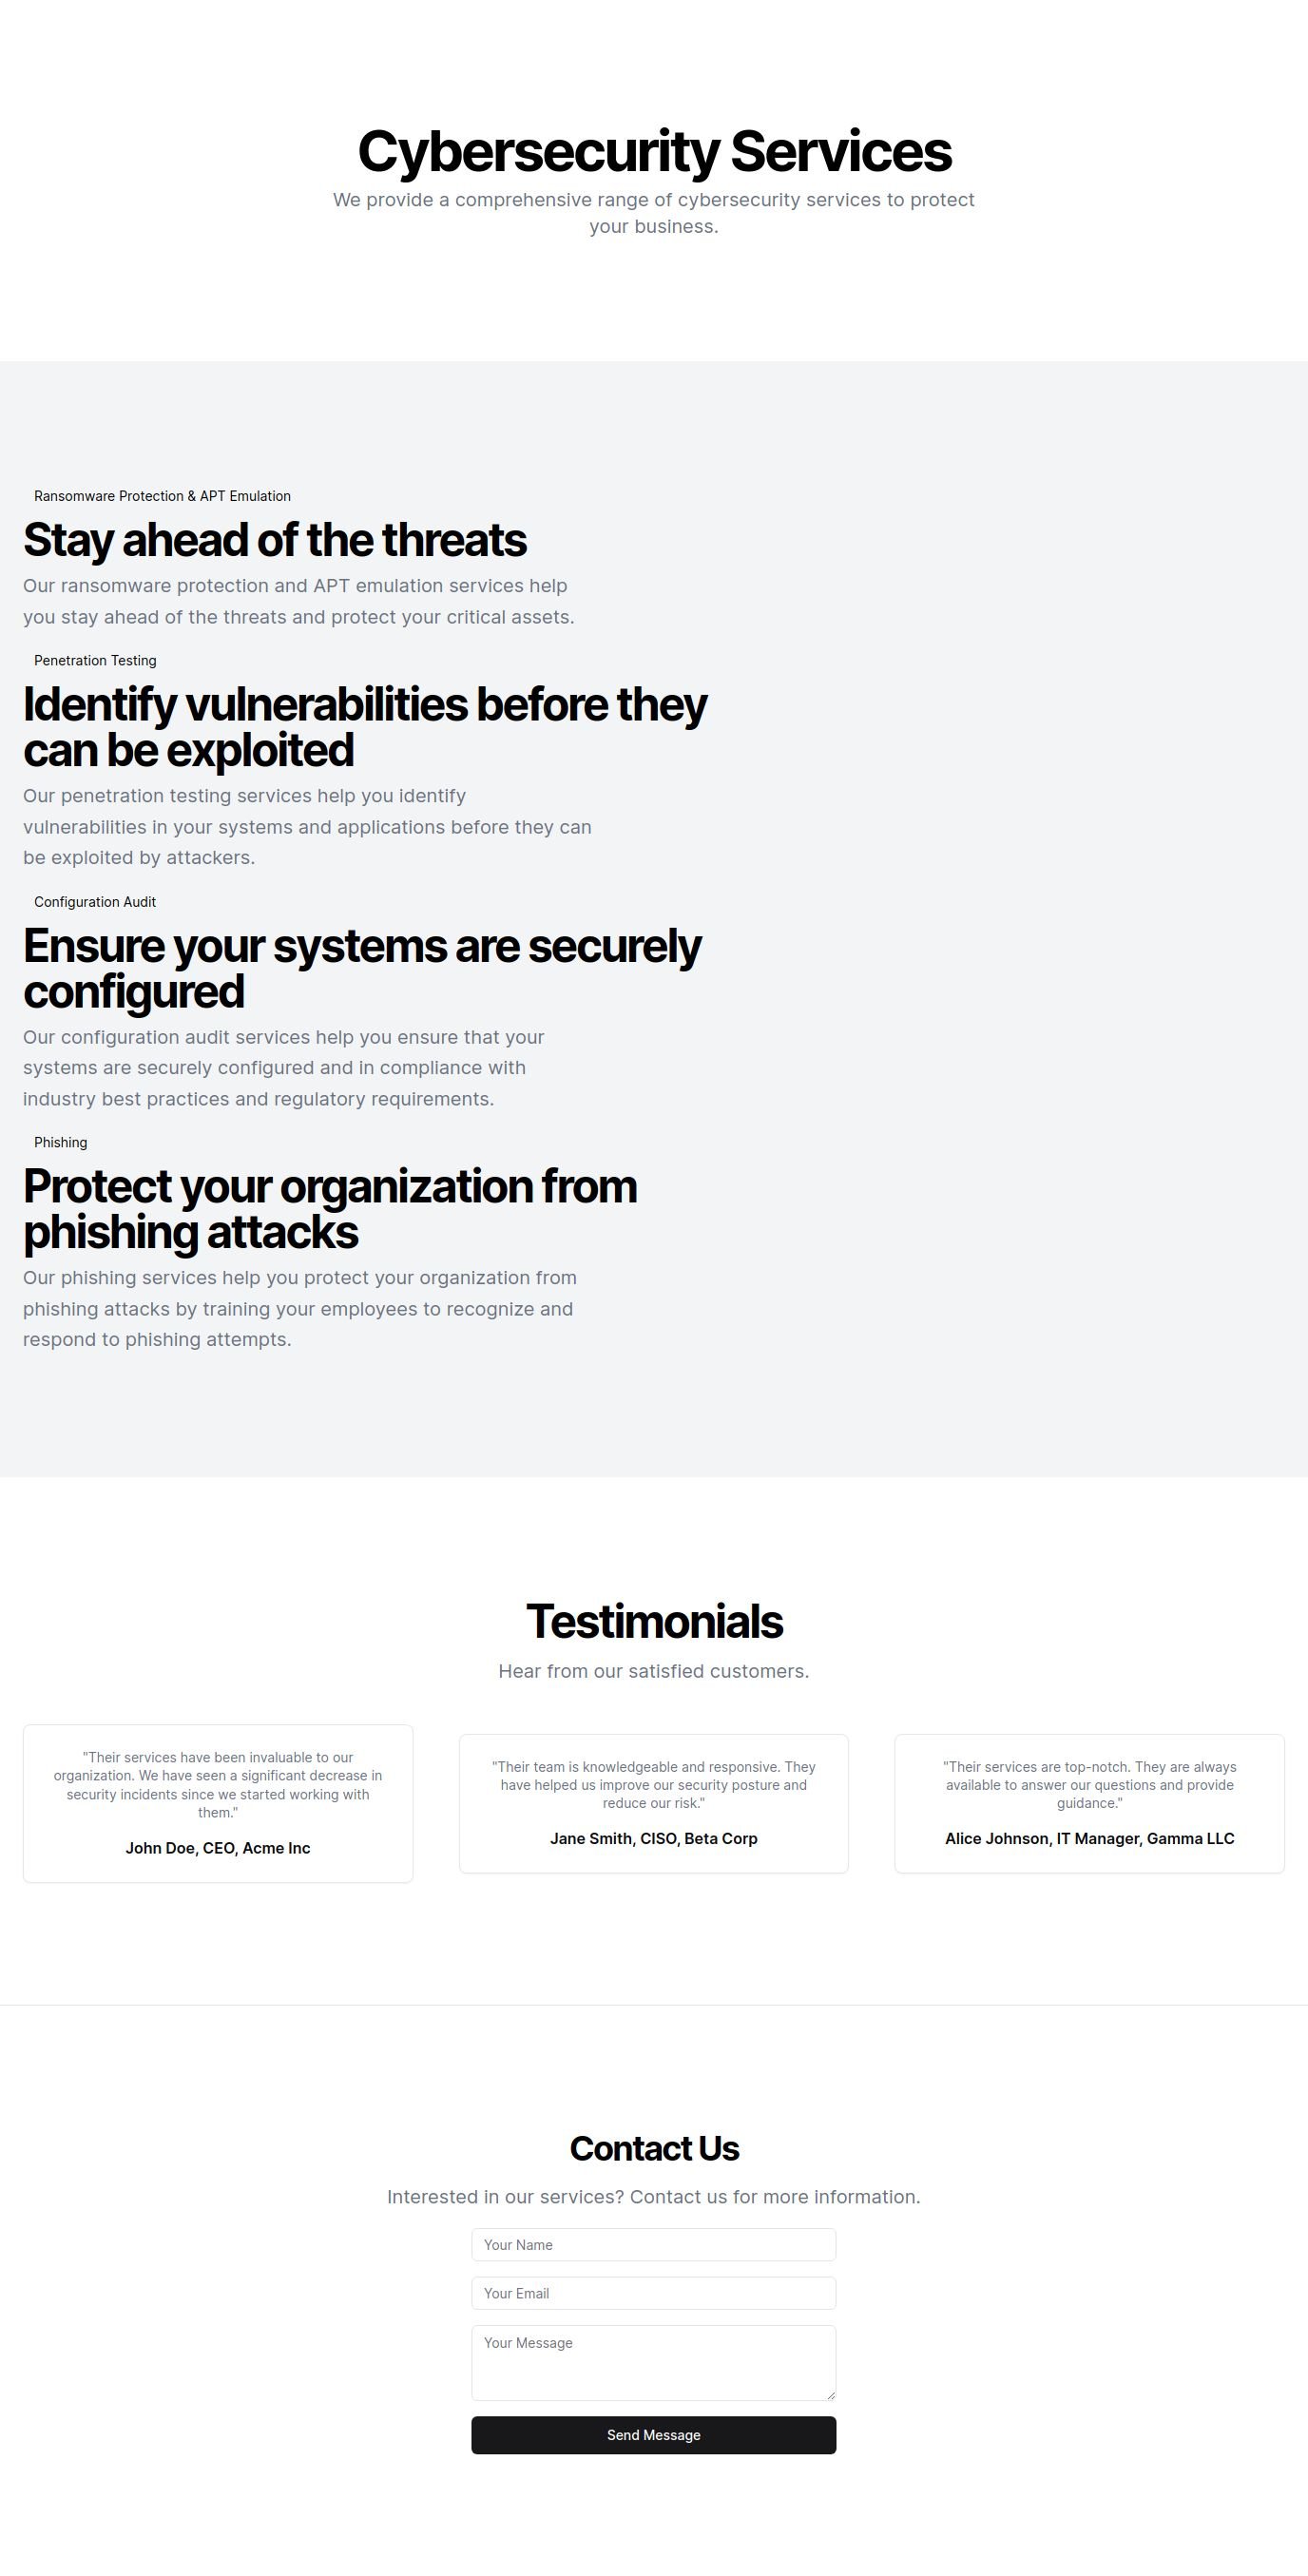 Cybersecurity Services
We provide a comprehensive range of cybersecurity services to protect
your business.
Ransomware Protection & APT Emulation
Stay ahead of the threats
Our ransomware protection and APT emulation services help
you stay ahead of the threats and protect your critical assets.
Penetration Testing
Identify vulnerabilities before they
can be exploited
Our penetration testing services help you identify
vulnerabilities in your systems and applications before they can
be exploited by attackers.
Configuration Audit
Ensure your systems are securely
configured
Our configuration audit services help you ensure that your
systems are securely configured and in compliance with
industry best practices and regulatory requirements.
Phishing
Protect your organization from
phishing attacks
Our phishing services help you protect your organization from
phishing attacks by training your employees to recognize and
respond to phishing attempts.
Testimonials
Hear from our satisfied customers.
"Their services have been invaluable to our
organization. We have seen a significant decrease in
security incidents since we started working with
them."
John Doe, CEO, Acme Inc
"Their team is knowledgeable and responsive. They
have helped us improve our security posture and
reduce our risk."
Jane Smith, CISO, Beta Corp
"Their services are top-notch. They are always
available to answer our questions and provide
guidance."
Alice Johnson, IT Manager, Gamma LLC
Contact Us
Interested in our services? Contact us for more information.
Your Name
Your Email
Your Message
Send Message